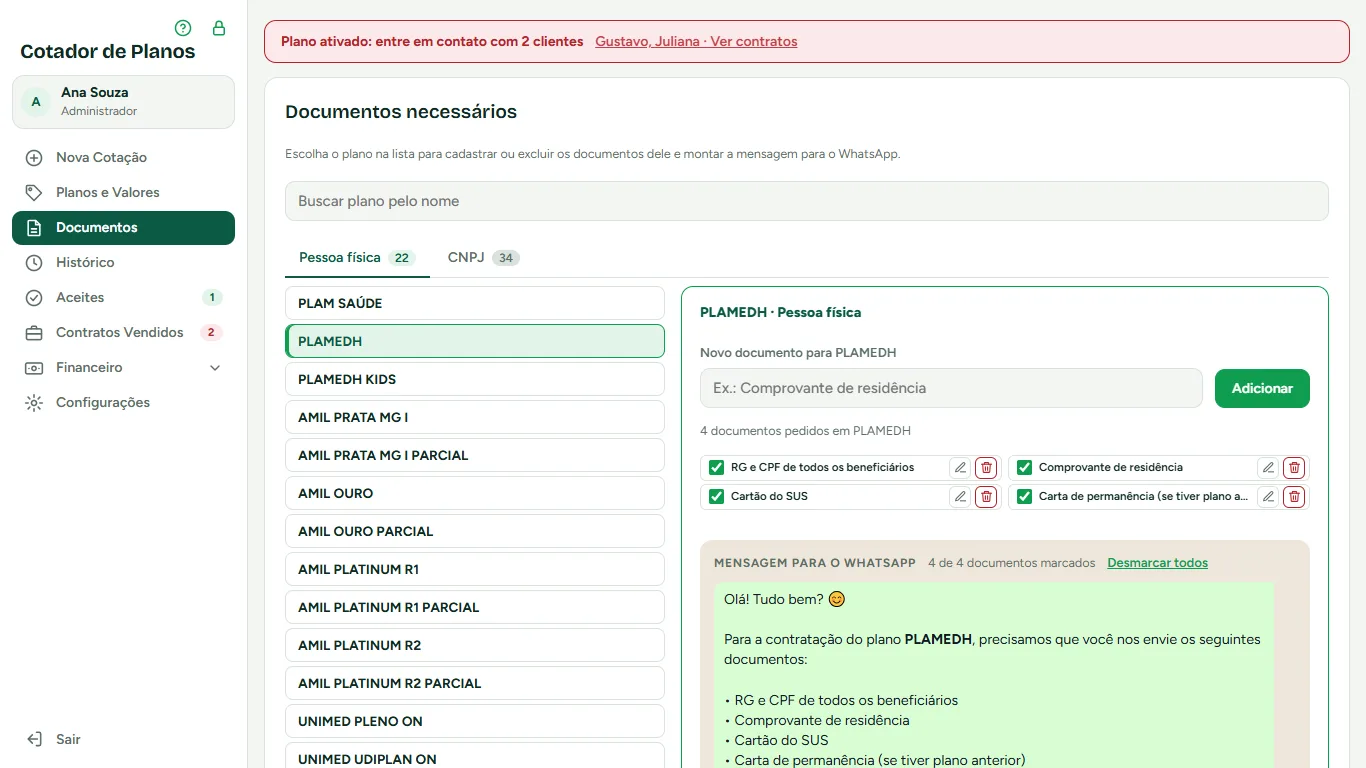 Cotador de Planos
A
Ana Souza
Administrador
Nova Cotação
Planos e Valores
Documentos
Histórico
Aceites 1
Contratos Vendidos 2
Financeiro
Configurações
Sair
Plano ativado: entre em contato com 2 clientes Gustavo, Juliana · Ver contratos
Documentos necessários
Escolha o plano na lista para cadastrar ou excluir os documentos dele e montar a mensagem para o WhatsApp.
Buscar plano pelo nome
Pessoa física 22 CNPJ 34
PLAM SAÚDE
PLAMEDH
PLAMEDH KIDS
AMIL PRATA MG I
AMIL PRATA MG I PARCIAL
AMIL OURO
AMIL OURO PARCIAL
AMIL PLATINUM R1
AMIL PLATINUM R1 PARCIAL
AMIL PLATINUM R2
AMIL PLATINUM R2 PARCIAL
UNIMED PLENO ON
UNIMED UDIPLAN ON
PLAMEDH · Pessoa física
Novo documento para PLAMEDH
Ex.: Comprovante de residência Adicionar
4 documentos pedidos em PLAMEDH
RG e CPF de todos os beneficiários Comprovante de residência
Cartão do SUS Carta de permanência (se tiver plano a...
MENSAGEM PARA O WHATSAPP 4 de 4 documentos marcados Desmarcar todos
Olá! Tudo bem? 😊
Para a contratação do plano PLAMEDH, precisamos que você nos envie os seguintes
documentos:
• RG e CPF de todos os beneficiários
• Comprovante de residência
• Cartão do SUS
• Carta de permanência (se tiver plano anterior)